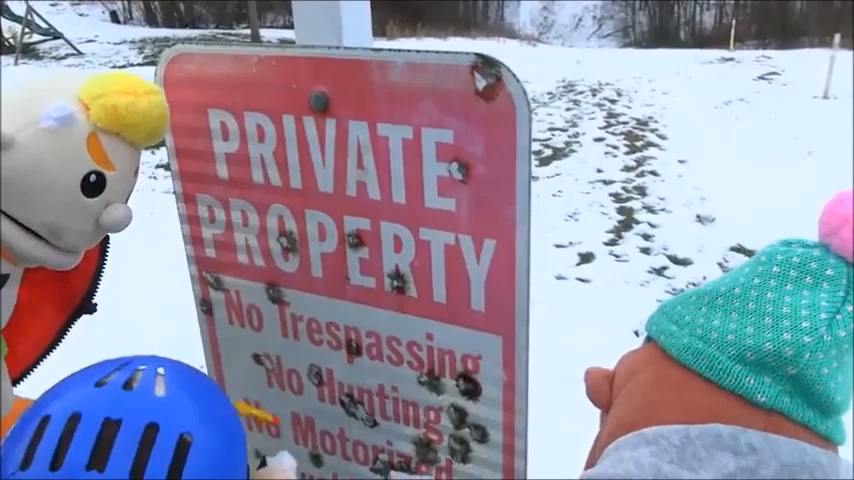 PRIVATE
PROPERTY
No Trespassing
No Hunting
No Motorized